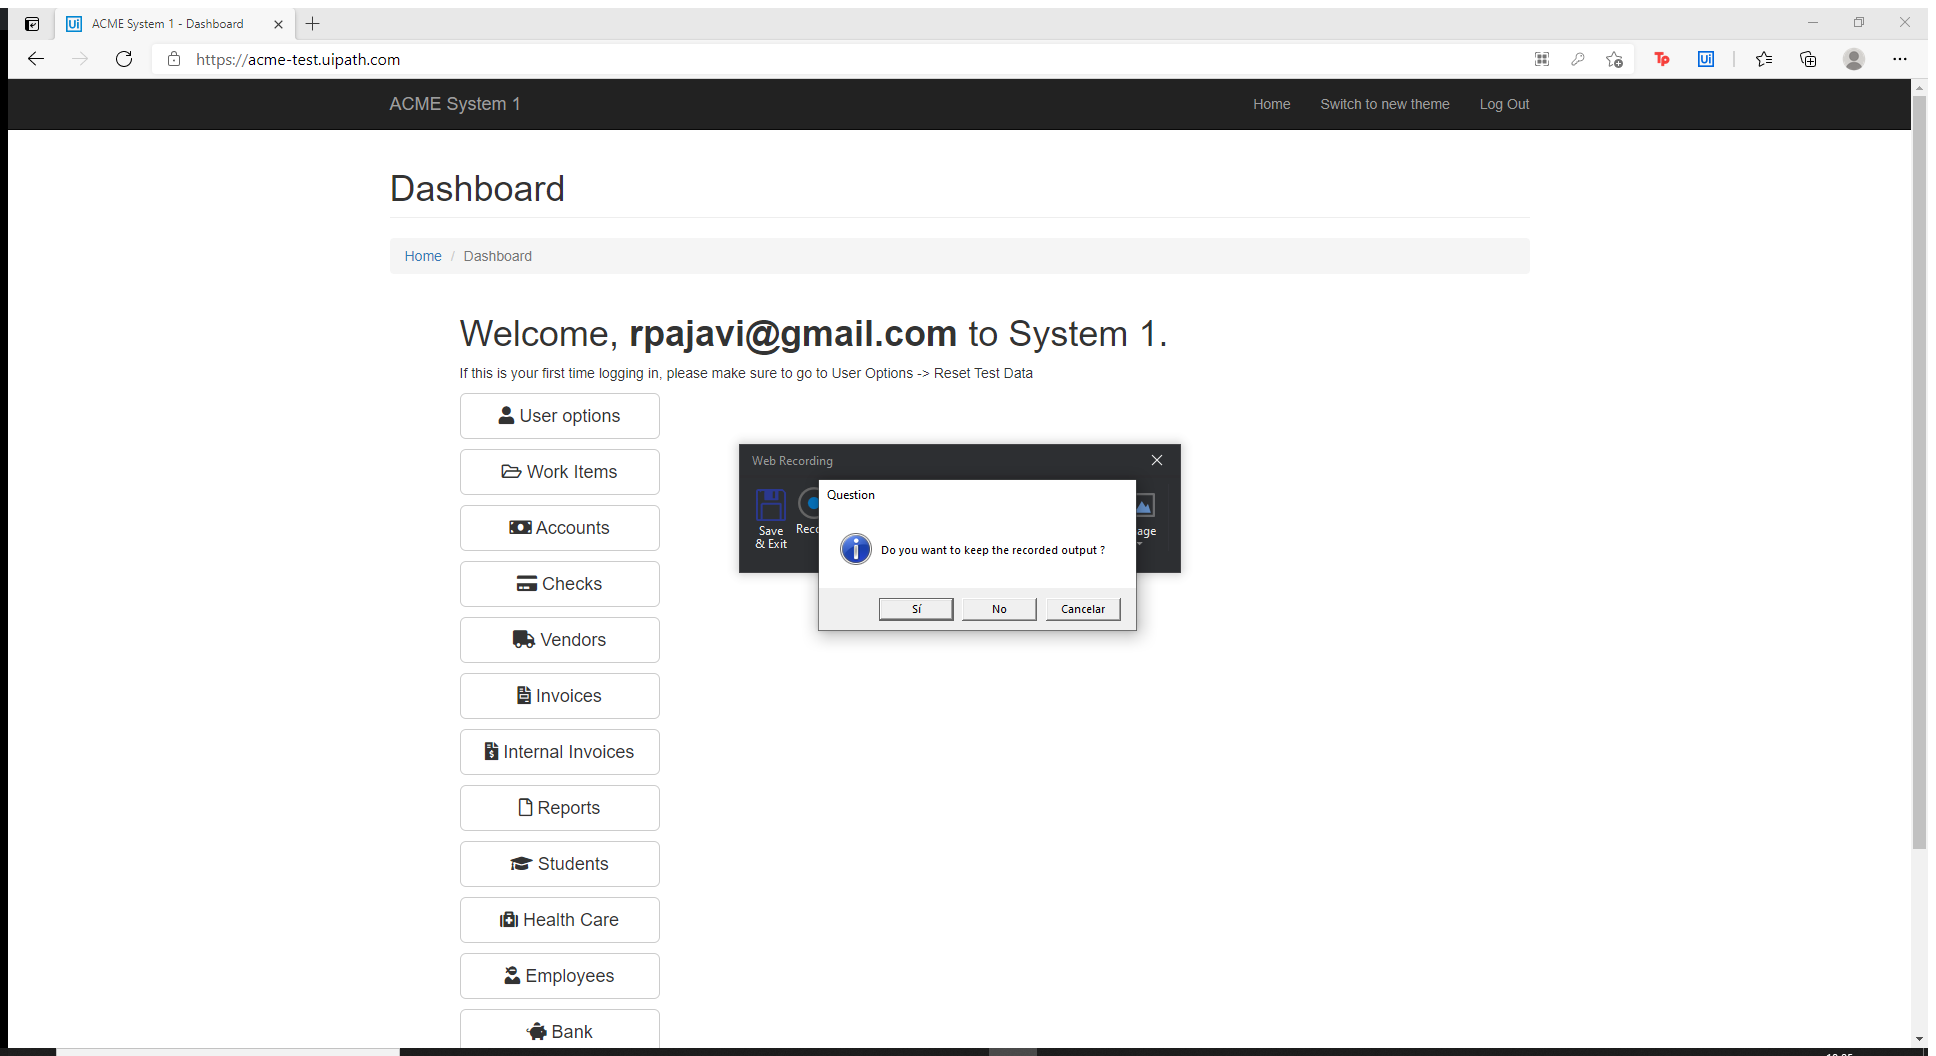 ACME System 1 - Dashboard
https://acme-test.uipath.com
Tp
Ui
ACME System 1
Home
Switch to new theme
Log Out
Dashboard
Home / Dashboard
Welcome, rpajavi@gmail.com to System 1.
If this is your first time logging in, please make sure to go to User Options -> Reset Test Data
User options
Work Items
Accounts
Checks
Vendors
Invoices
Internal Invoices
Reports
Students
Health Care
Employees
Bank
Web Recording
Save
& Exit
Question
Do you want to keep the recorded output ?
Sí
No
Cancelar